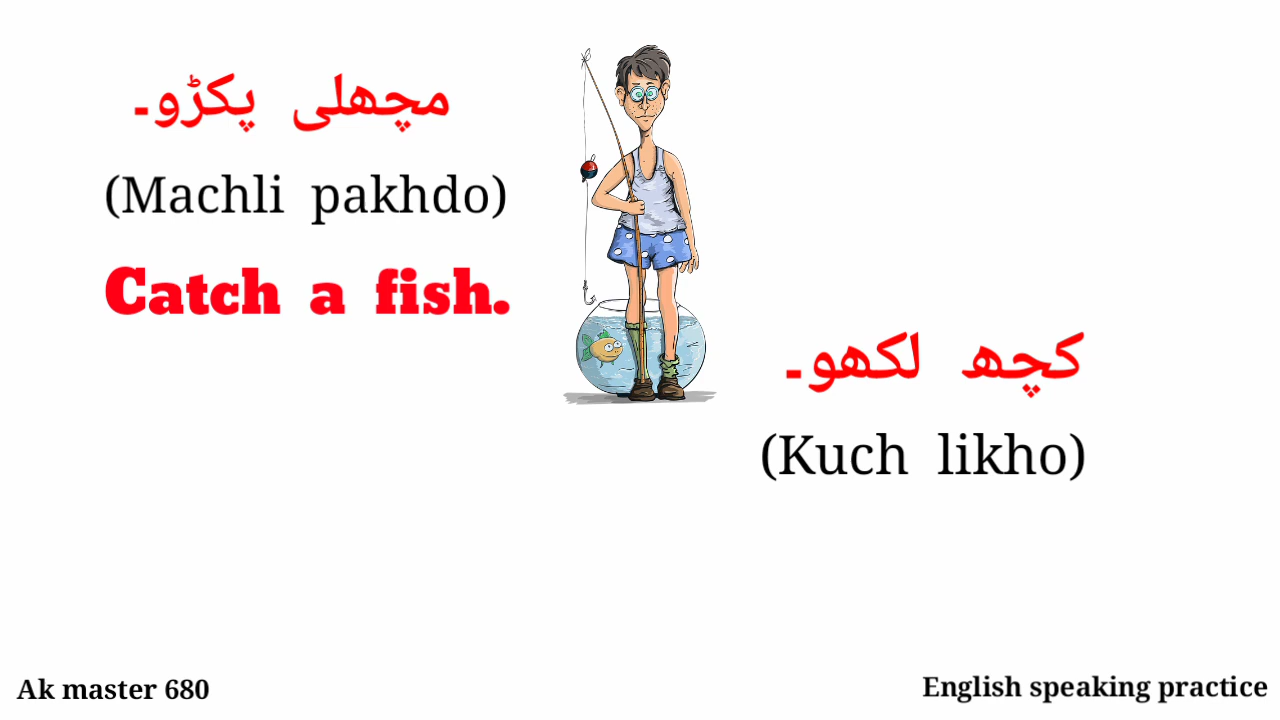 مچھلی پکڑو۔
(Machli pakhdo)
Catch a fish.
کچھ لکھو۔
(Kuch likho)
Ak master 680
English speaking practice